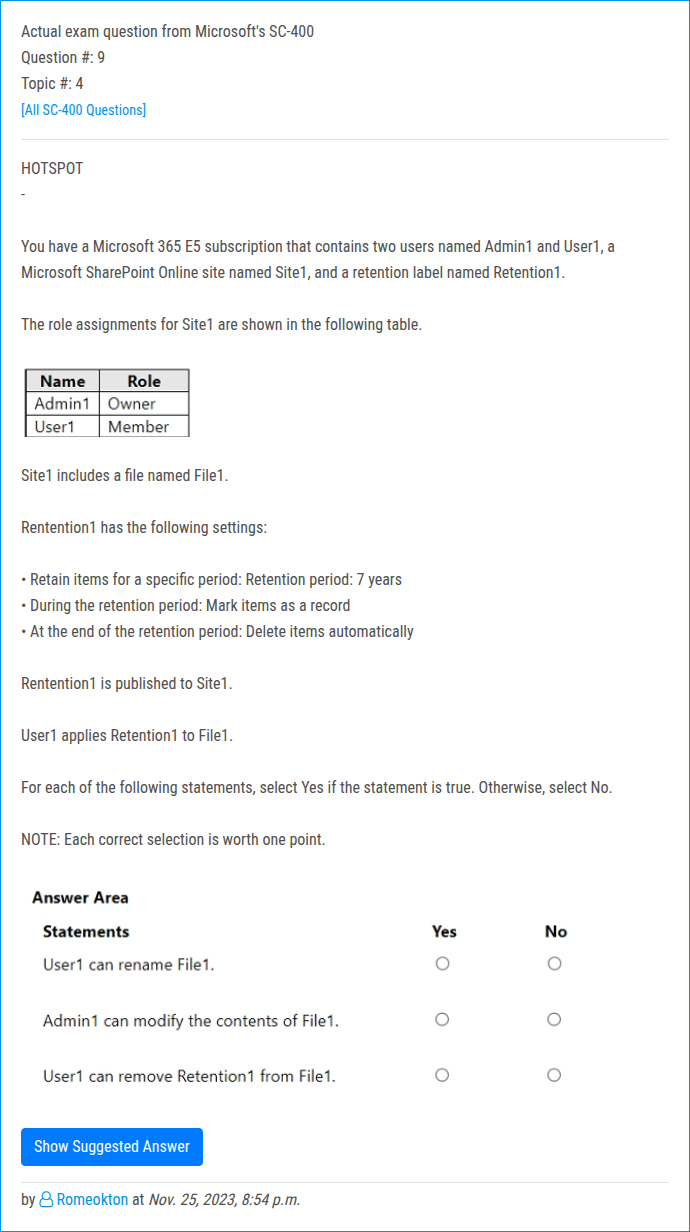 Actual exam question from Microsoft's SC-400
Question #: 9
Topic #: 4
[All SC-400 Questions]
HOTSPOT
-
You have a Microsoft 365 E5 subscription that contains two users named Admin1 and User1, a
Microsoft SharePoint Online site named Site1, and a retention label named Retention1.
The role assignments for Site1 are shown in the following table.
Name Role
Admin1 Owner
User1 Member
Site1 includes a file named File1.
Rentention1 has the following settings:
• Retain items for a specific period: Retention period: 7 years
• During the retention period: Mark items as a record
• At the end of the retention period: Delete items automatically
Rentention1 is published to Site1.
User1 applies Retention1 to File1.
For each of the following statements, select Yes if the statement is true. Otherwise, select No.
NOTE: Each correct selection is worth one point.
Answer Area
Statements Yes No
User1 can rename File1.
Admin1 can modify the contents of File1.
User1 can remove Retention1 from File1.
Show Suggested Answer
by Romeokton at Nov. 25, 2023, 8:54 p.m.